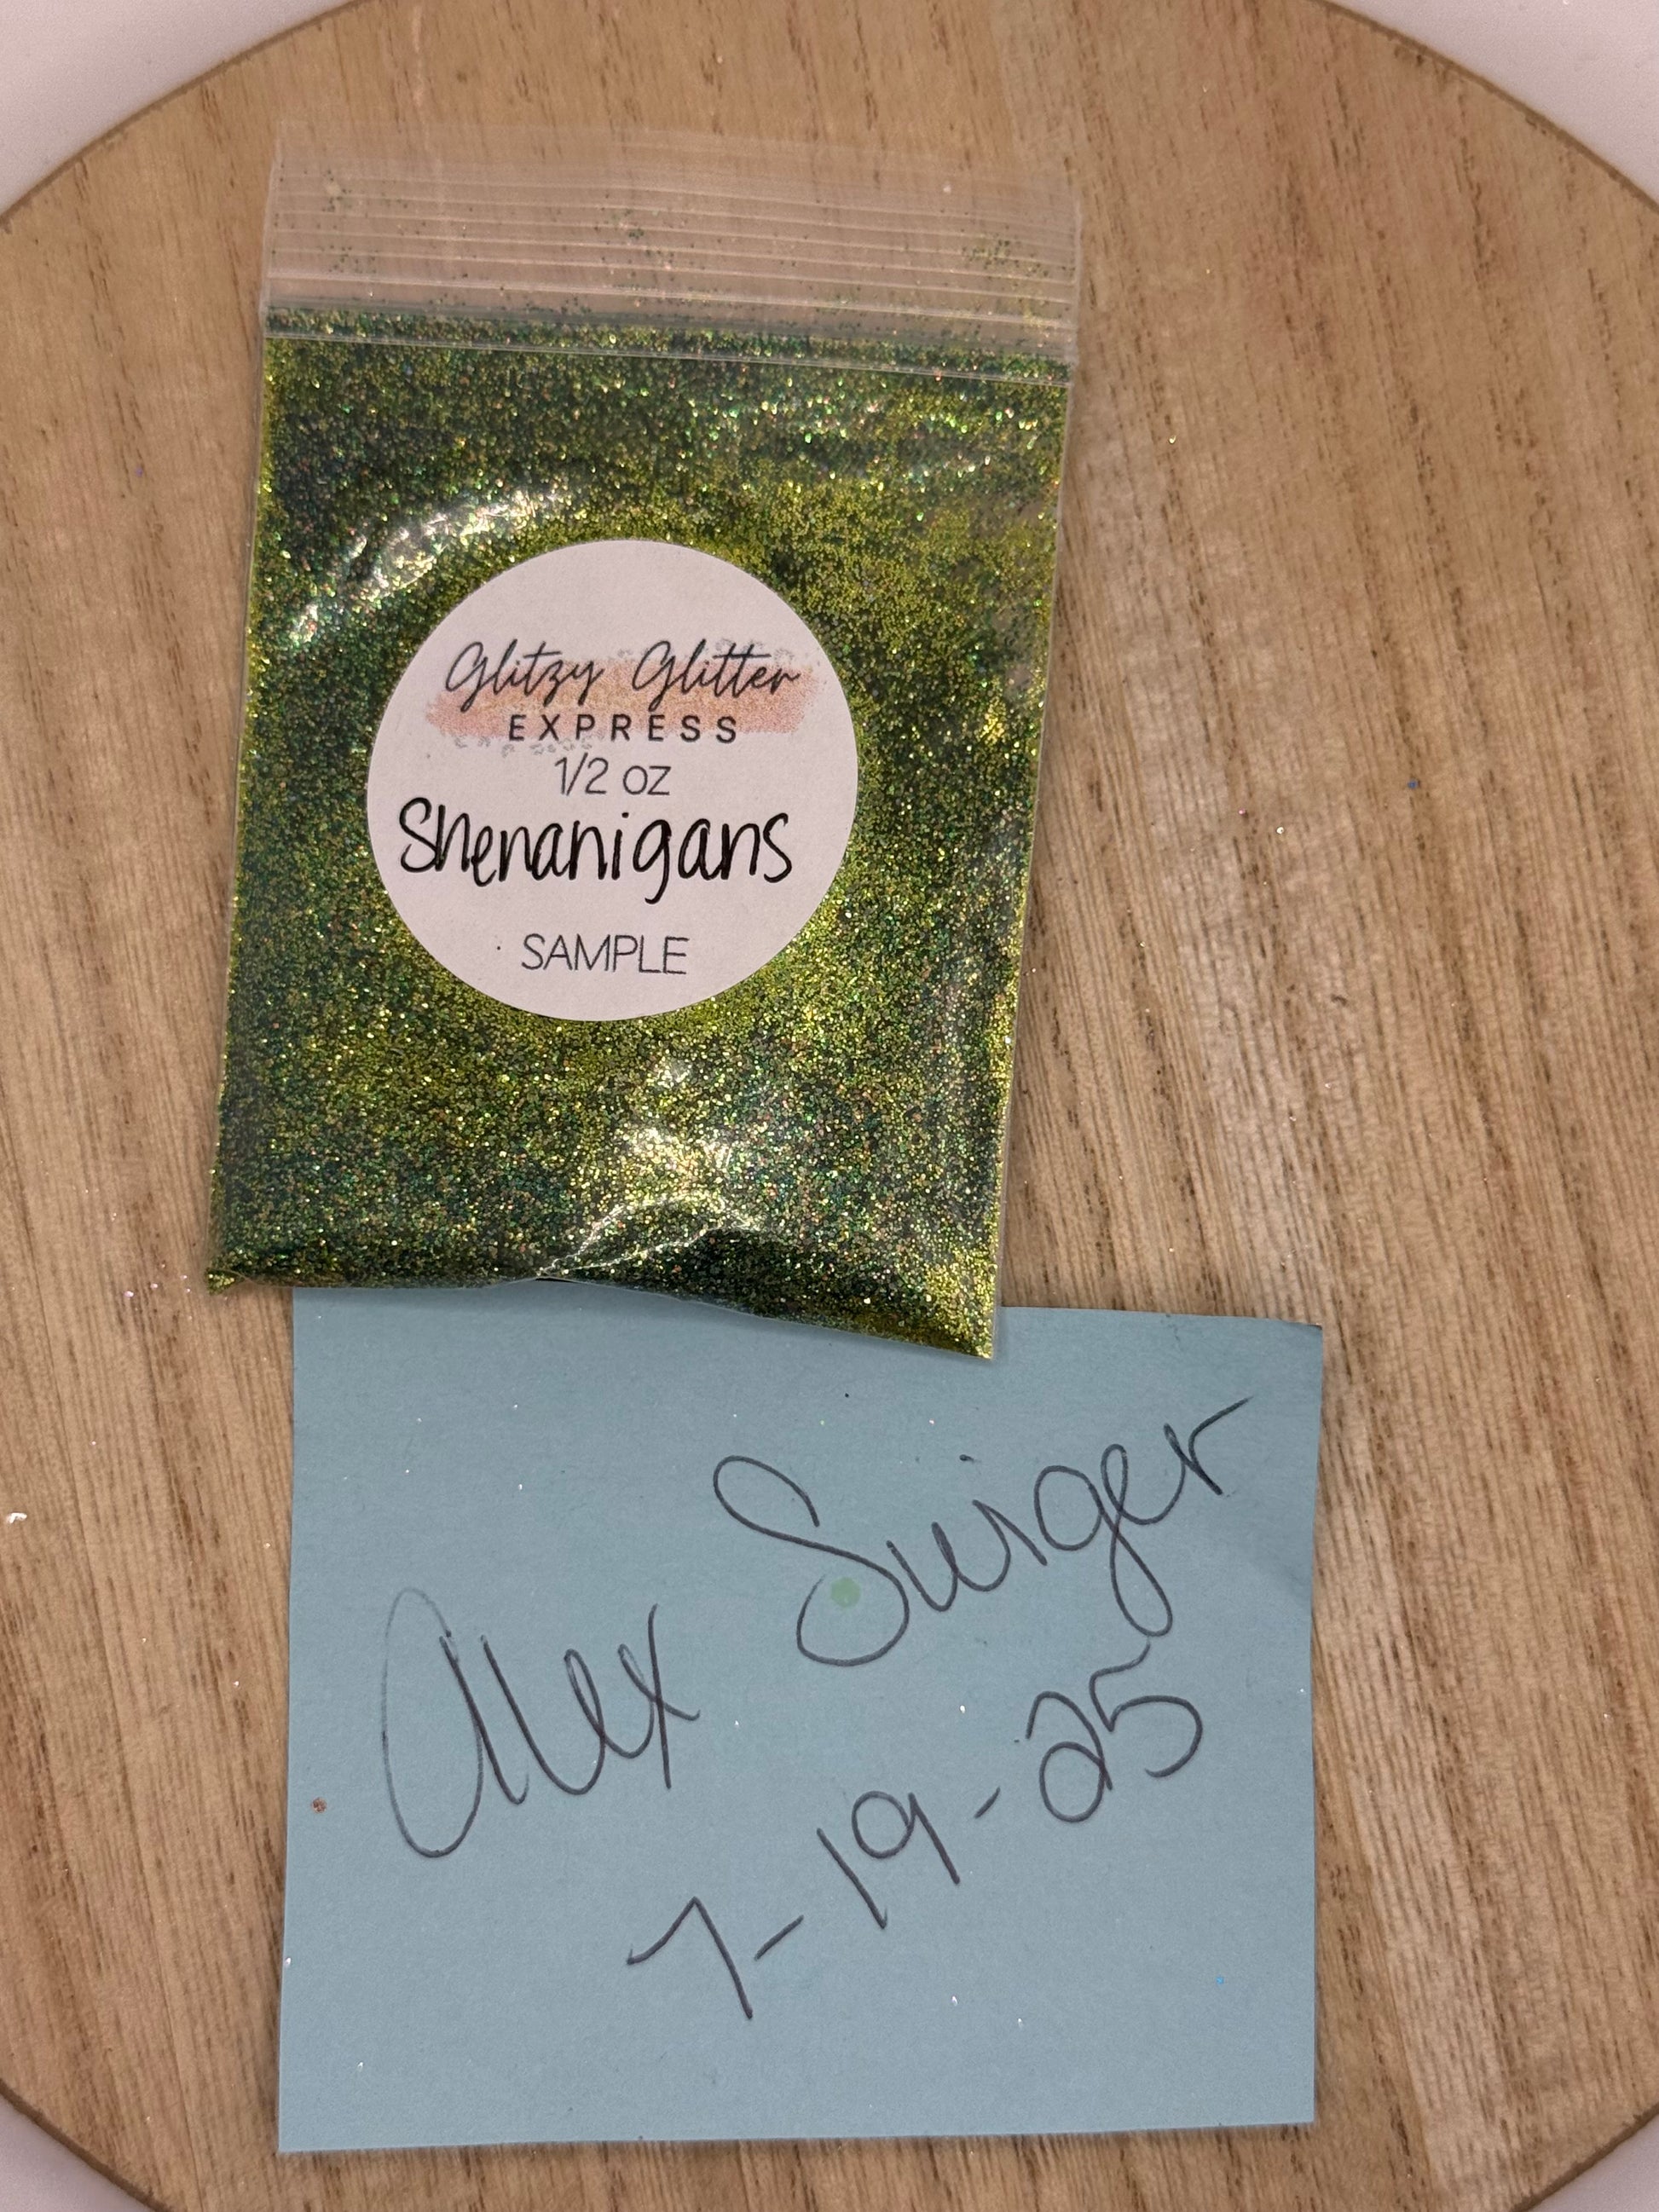 Glitzy Glitter
EXPRESS
1/2 oz
Shenanigans
SAMPLE
Alex Swiger
7-19-25